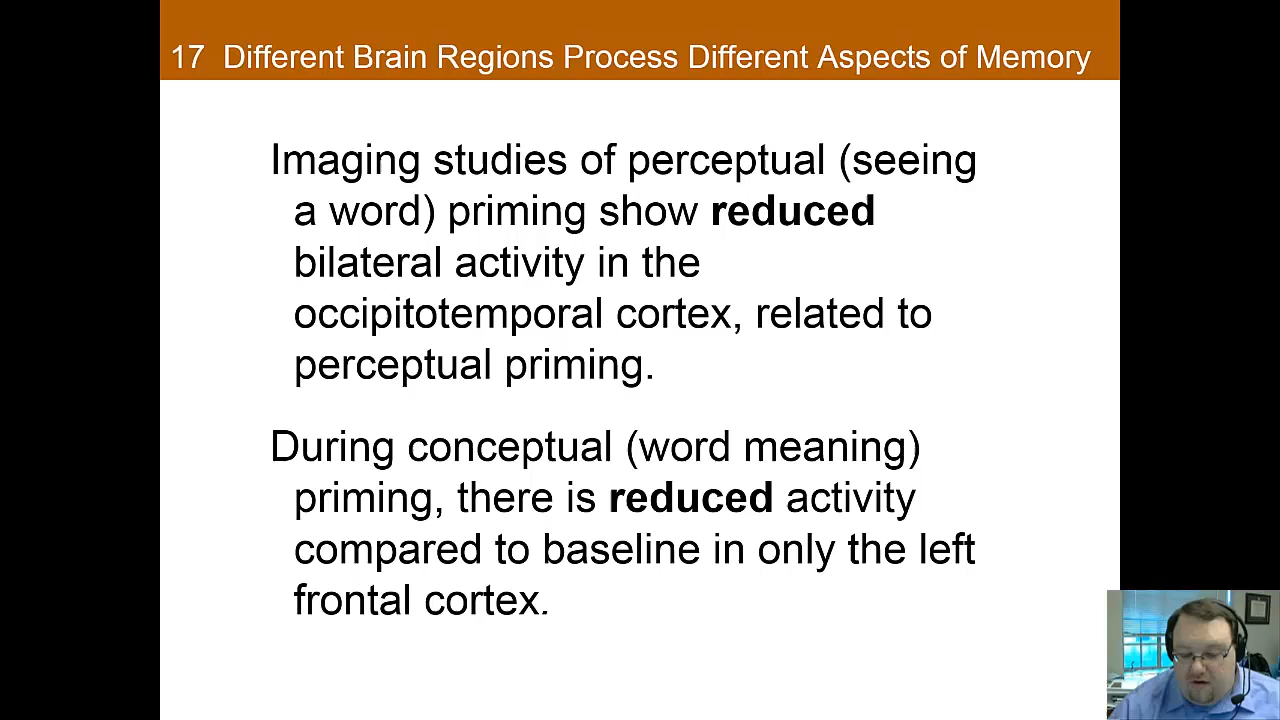 17 Different Brain Regions Process Different Aspects of Memory
Imaging studies of perceptual (seeing
a word) priming show reduced
bilateral activity in the
occipitotemporal cortex, related to
perceptual priming.
During conceptual (word meaning)
priming, there is reduced activity
compared to baseline in only the left
frontal cortex.